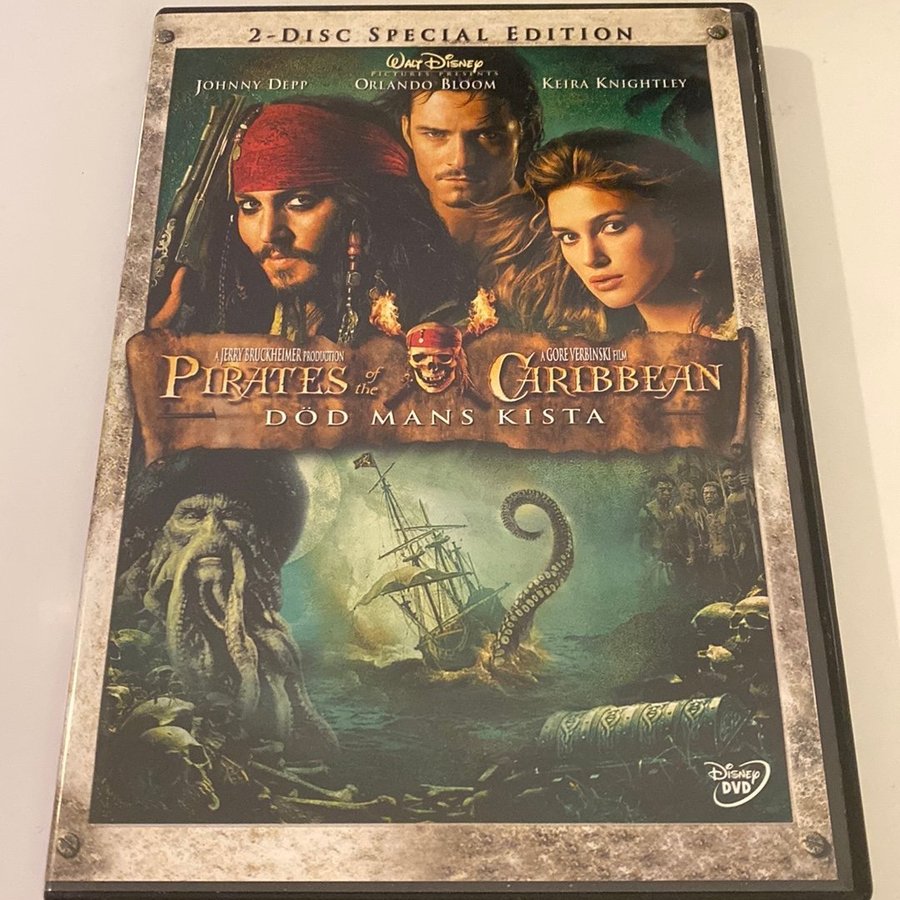 2-DISC SPECIAL EDITION
WALT DISNEY
PICTURES PRESENTS
JOHNNY DEPP ORLANDO BLOOM KEIRA KNIGHTLEY
A JERRY BRUCKHEIMER PRODUCTION A GORE VERBINSKI FILM
PIRATES of the CARIBBEAN
DÖD MANS KISTA
DISNEY
DVD